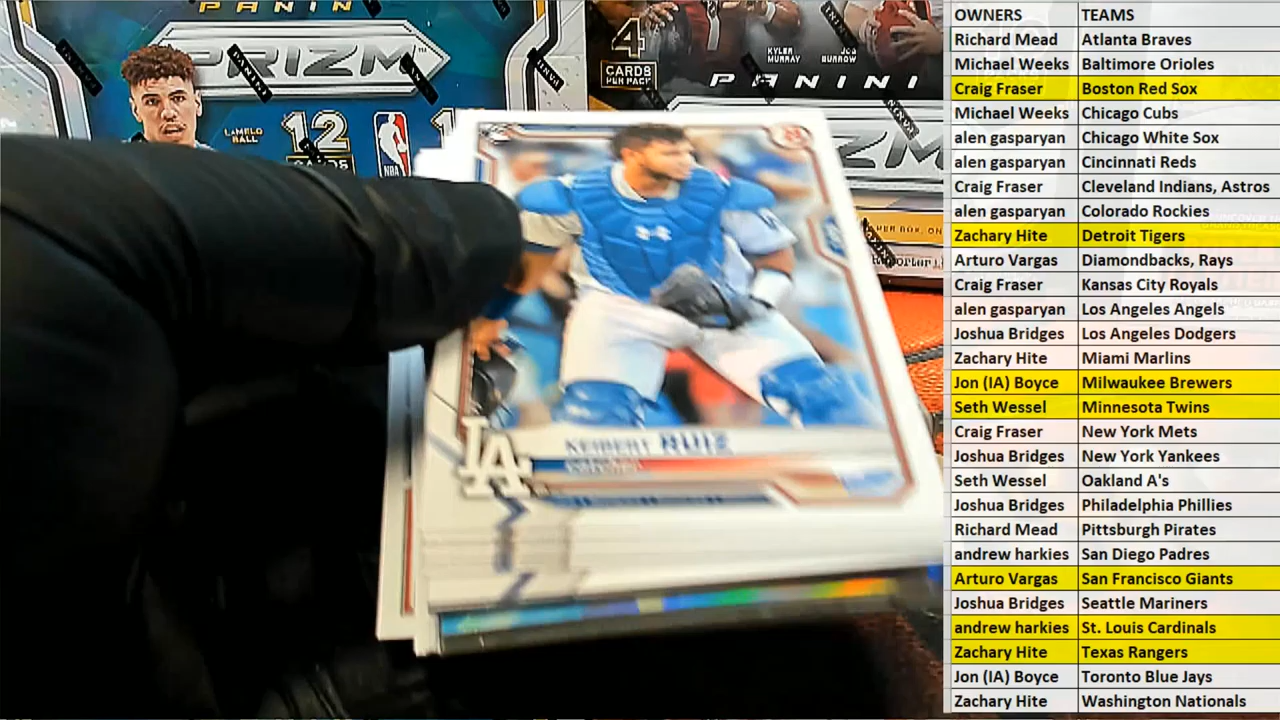 PANINI
PRIZM
LaMELO
BALL
12
CARDS
NBA
4
CARDS
PER PACK
KYLER
MURRAY
JOE
BURROW
PANINI
LA
KEIBERT RUIZ
CATCHER
OWNERS TEAMS
Richard Mead Atlanta Braves
Michael Weeks Baltimore Orioles
Craig Fraser Boston Red Sox
Michael Weeks Chicago Cubs
alen gasparyan Chicago White Sox
alen gasparyan Cincinnati Reds
Craig Fraser Cleveland Indians, Astros
alen gasparyan Colorado Rockies
Zachary Hite Detroit Tigers
Arturo Vargas Diamondbacks, Rays
Craig Fraser Kansas City Royals
alen gasparyan Los Angeles Angels
Joshua Bridges Los Angeles Dodgers
Zachary Hite Miami Marlins
Jon (IA) Boyce Milwaukee Brewers
Seth Wessel Minnesota Twins
Craig Fraser New York Mets
Joshua Bridges New York Yankees
Seth Wessel Oakland A's
Joshua Bridges Philadelphia Phillies
Richard Mead Pittsburgh Pirates
andrew harkies San Diego Padres
Arturo Vargas San Francisco Giants
Joshua Bridges Seattle Mariners
andrew harkies St. Louis Cardinals
Zachary Hite Texas Rangers
Jon (IA) Boyce Toronto Blue Jays
Zachary Hite Washington Nationals